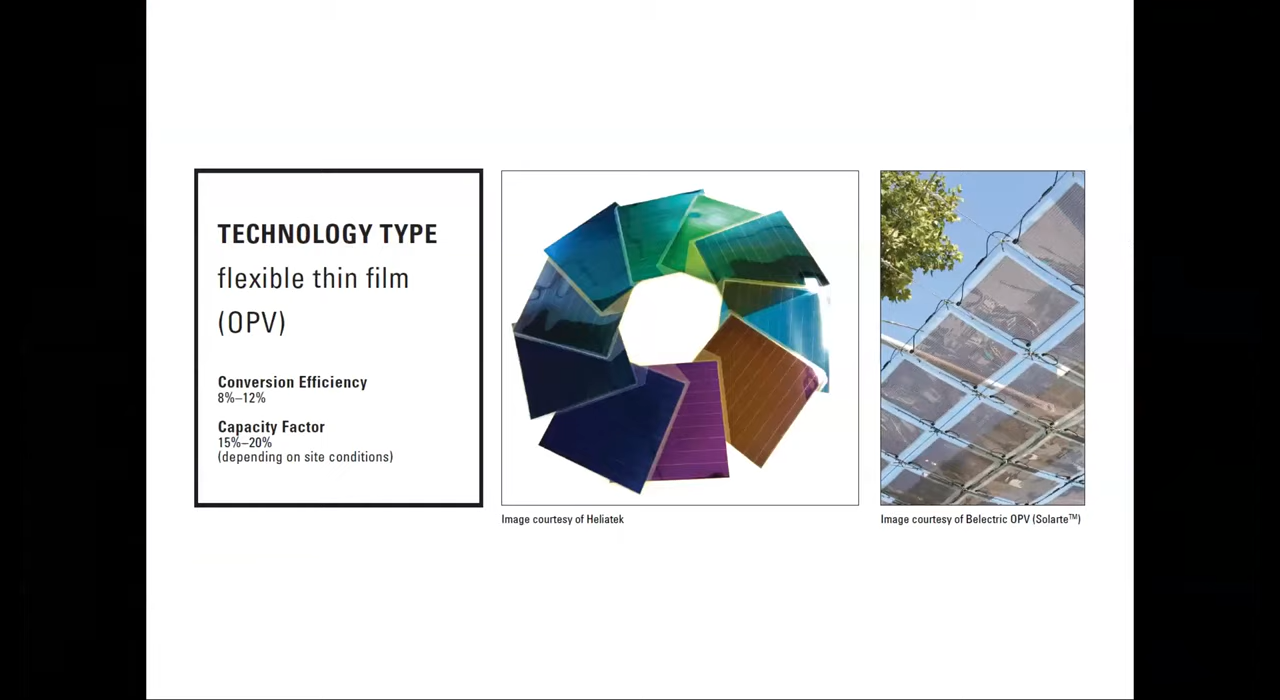 TECHNOLOGY TYPE
flexible thin film
(OPV)
Conversion Efficiency
8%–12%
Capacity Factor
15%–20%
(depending on site conditions)
Image courtesy of Heliatek
Image courtesy of Belectric OPV (Solarte™)